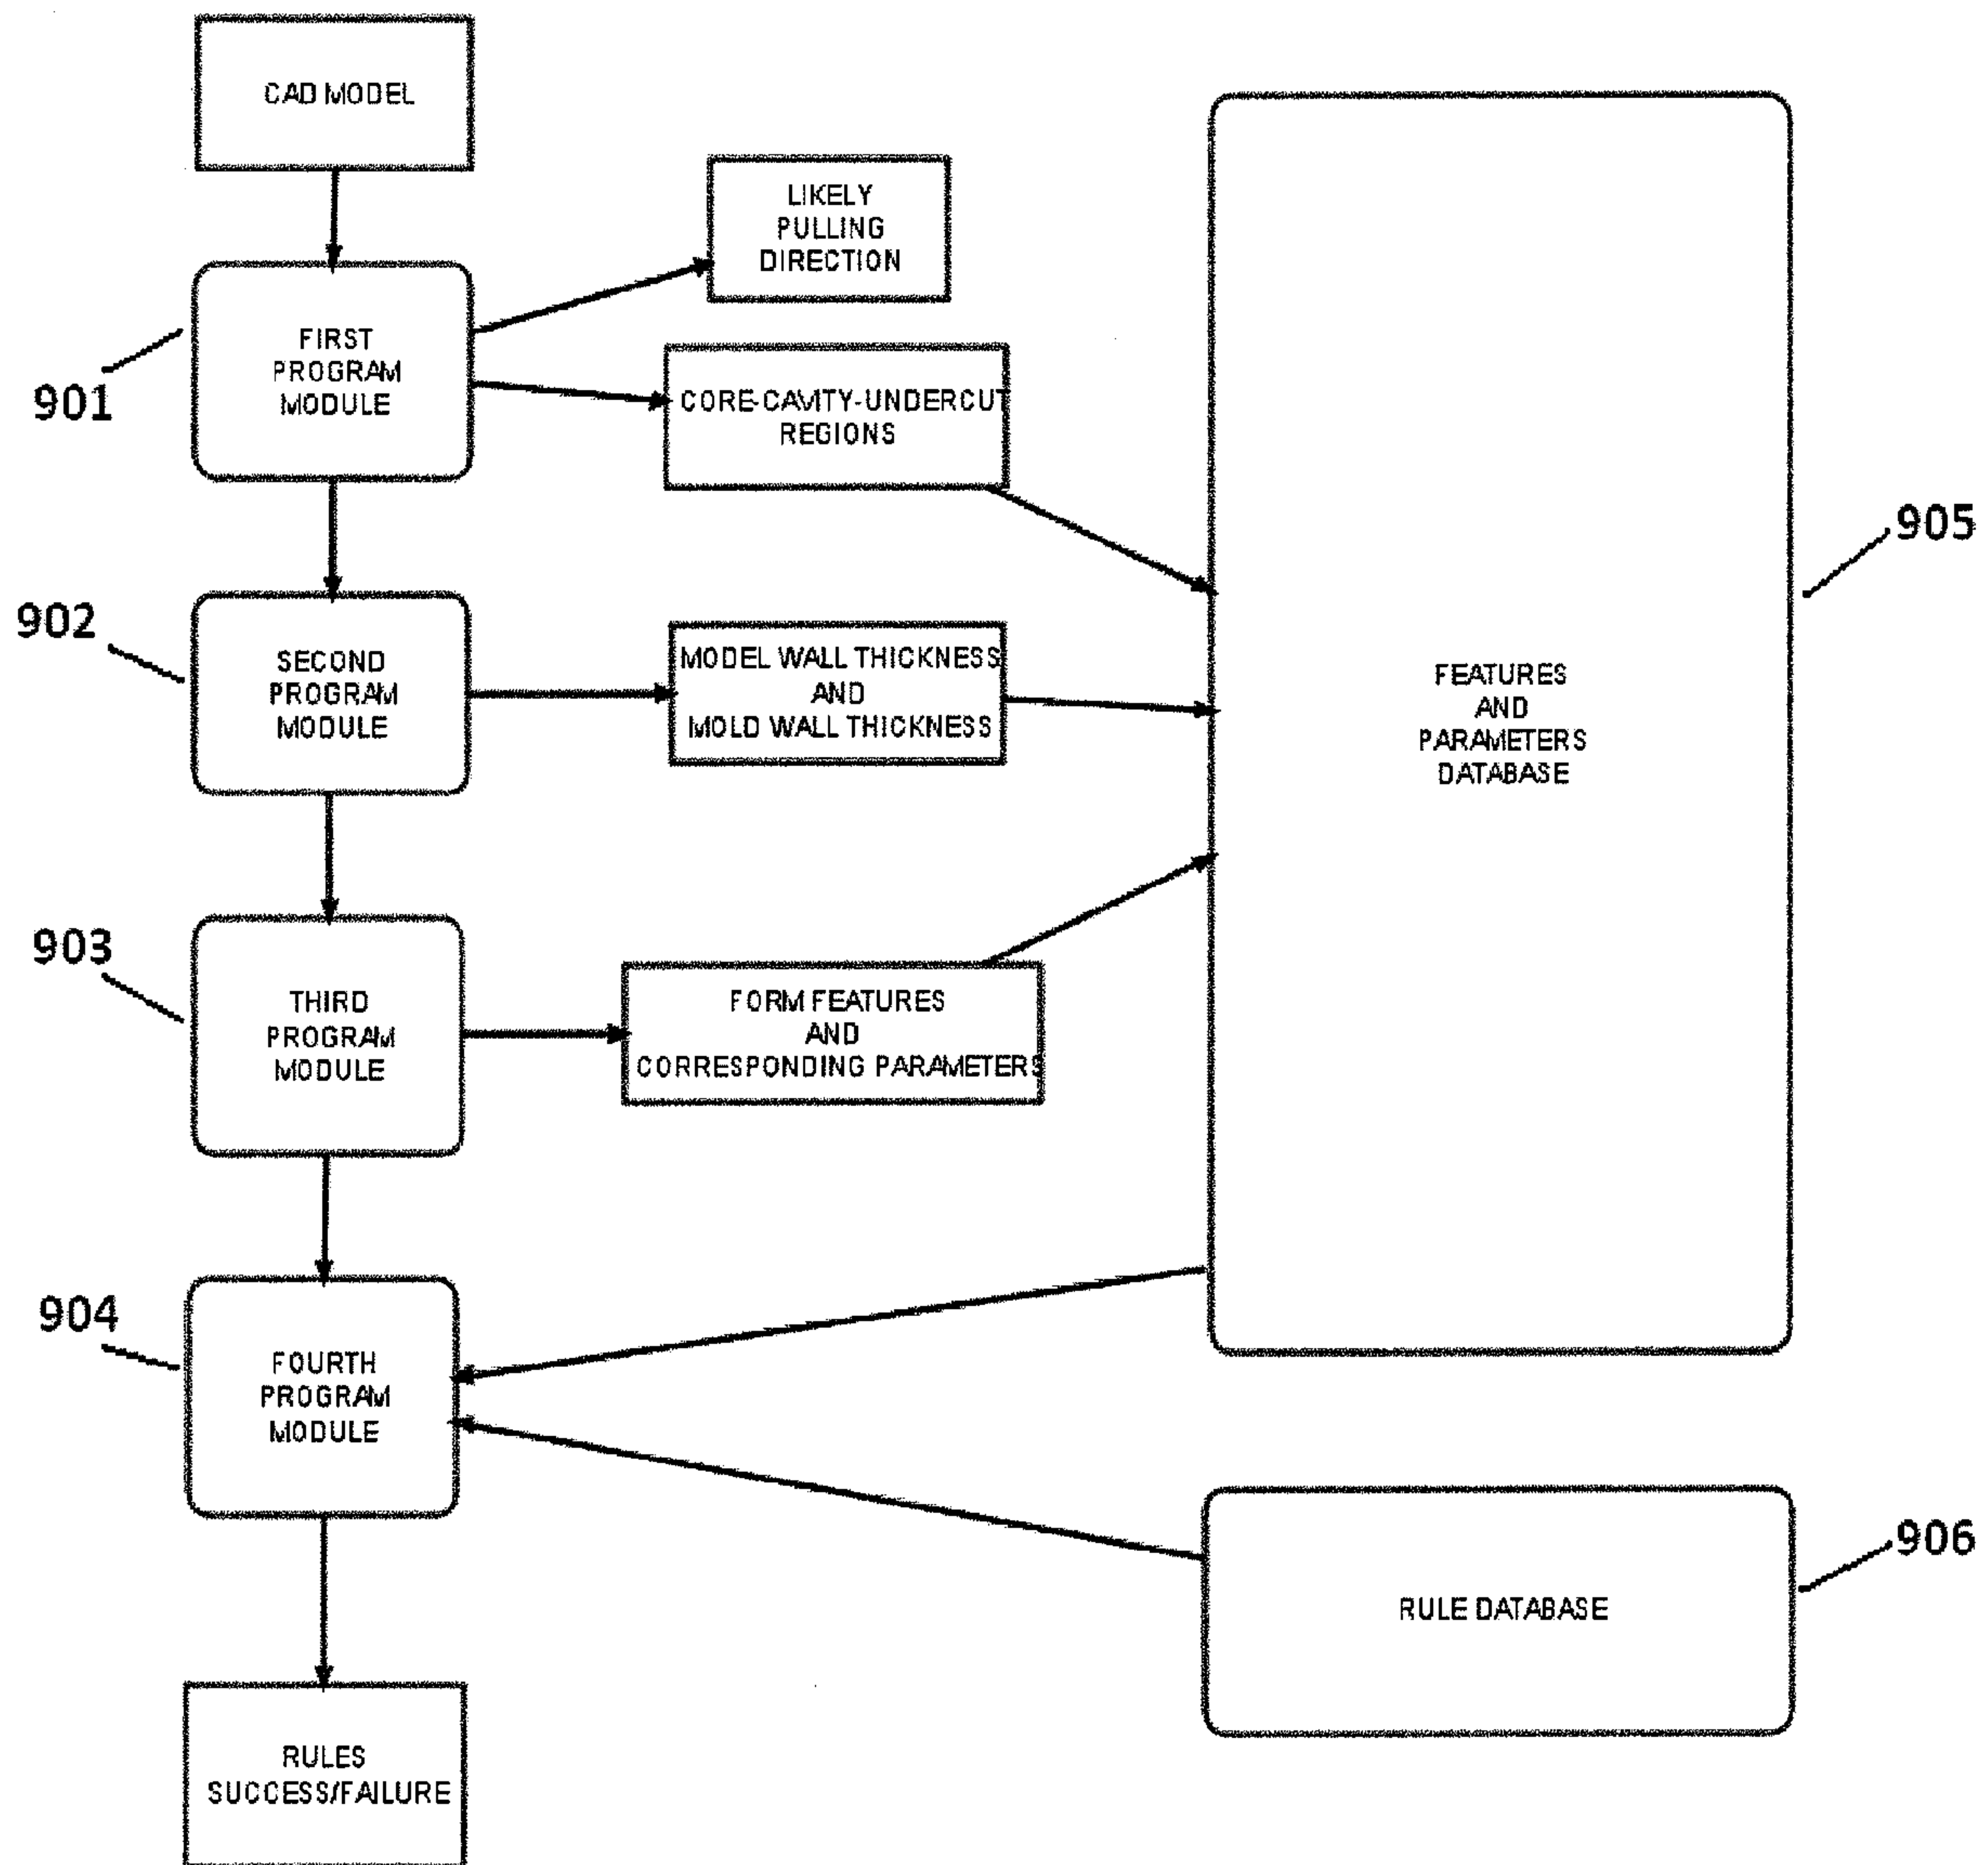 CAD MODEL
LIKELY
PULLING
DIRECTION
FIRST
PROGRAM
MODULE
901
CORE-CAVITY-UNDERCUT
REGIONS
905
902
SECOND
PROGRAM
MODULE
MODEL WALL THICKNESS
AND
MOLD WALL THICKNESS
FEATURES
AND
PARAMETERS
DATABASE
903
THIRD
PROGRAM
MODULE
FORM FEATURES
AND
CORRESPONDING PARAMETERS
904
FOURTH
PROGRAM
MODULE
906
RULE DATABASE
RULES
SUCCESS/FAILURE